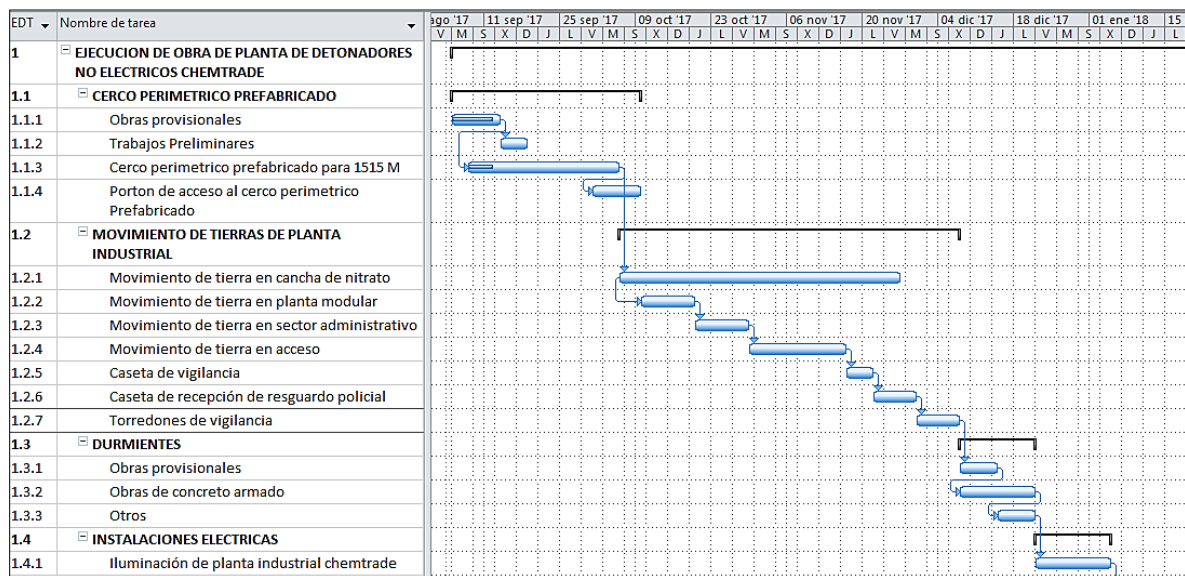 EDT Nombre de tarea
ago '17 11 sep '17 25 sep '17 09 oct '17 23 oct '17 06 nov '17 20 nov '17 04 dic '17 18 dic '17 01 ene '18 15
V M S X D J L V M S X D J L V M S X D J L V M S X D J L V M S X D J L V M S X D J L
1 EJECUCION DE OBRA DE PLANTA DE DETONADORES
NO ELECTRICOS CHEMTRADE
1.1 CERCO PERIMETRICO PREFABRICADO
1.1.1 Obras provisionales
1.1.2 Trabajos Preliminares
1.1.3 Cerco perimetrico prefabricado para 1515 M
1.1.4 Porton de acceso al cerco perimetrico
Prefabricado
1.2 MOVIMIENTO DE TIERRAS DE PLANTA
INDUSTRIAL
1.2.1 Movimiento de tierra en cancha de nitrato
1.2.2 Movimiento de tierra en planta modular
1.2.3 Movimiento de tierra en sector administrativo
1.2.4 Movimiento de tierra en acceso
1.2.5 Caseta de vigilancia
1.2.6 Caseta de recepción de resguardo policial
1.2.7 Torredones de vigilancia
1.3 DURMIENTES
1.3.1 Obras provisionales
1.3.2 Obras de concreto armado
1.3.3 Otros
1.4 INSTALACIONES ELECTRICAS
1.4.1 Iluminación de planta industrial chemtrade